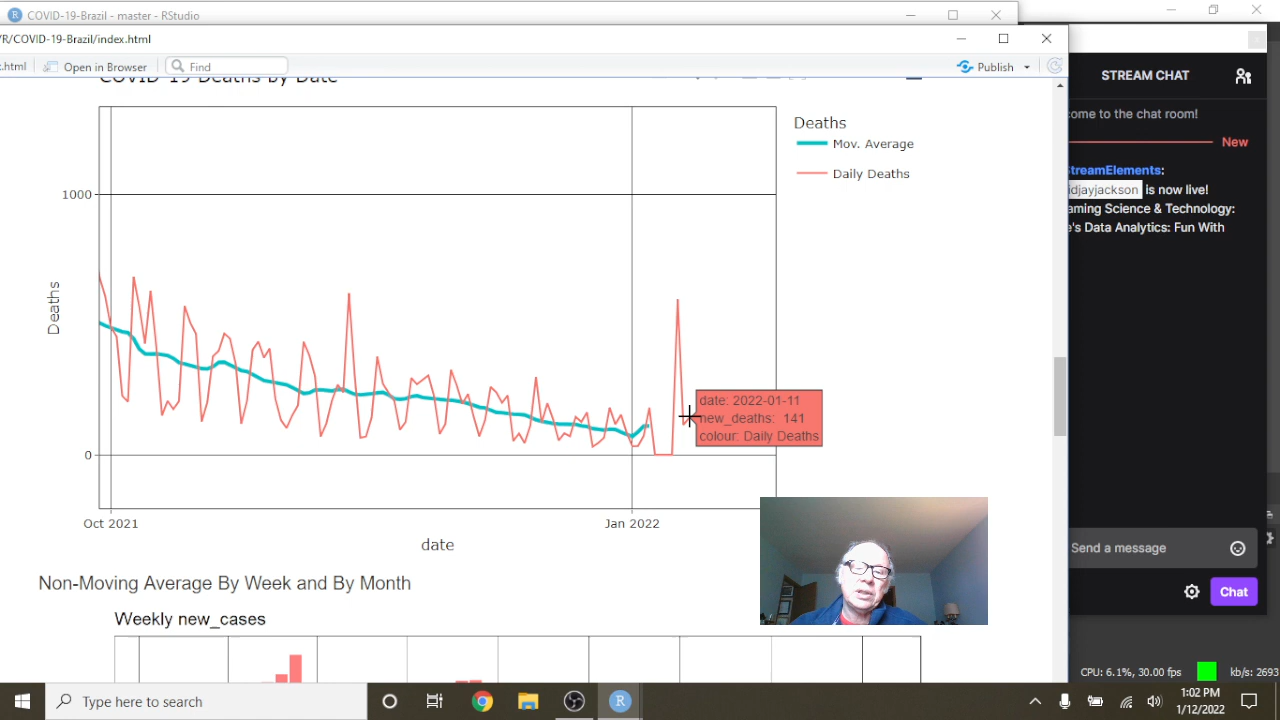 COVID-19-Brazil - master - RStudio
/R/COVID-19-Brazil/index.html
.html
Open in Browser
Find
Publish
COVID-19 Deaths by Date
Deaths
Mov. Average
Daily Deaths
1000
0
Deaths
Oct 2021
Jan 2022
date
date: 2022-01-11
new_deaths: 141
colour: Daily Deaths
Non-Moving Average By Week and By Month
Weekly new_cases
STREAM CHAT
come to the chat room!
New
StreamElements:
idjayjackson is now live!
aming Science & Technology:
e's Data Analytics: Fun With
Send a message
Chat
CPU: 6.1%, 30.00 fps
kb/s: 2693
Type here to search
R
1:02 PM
1/12/2022